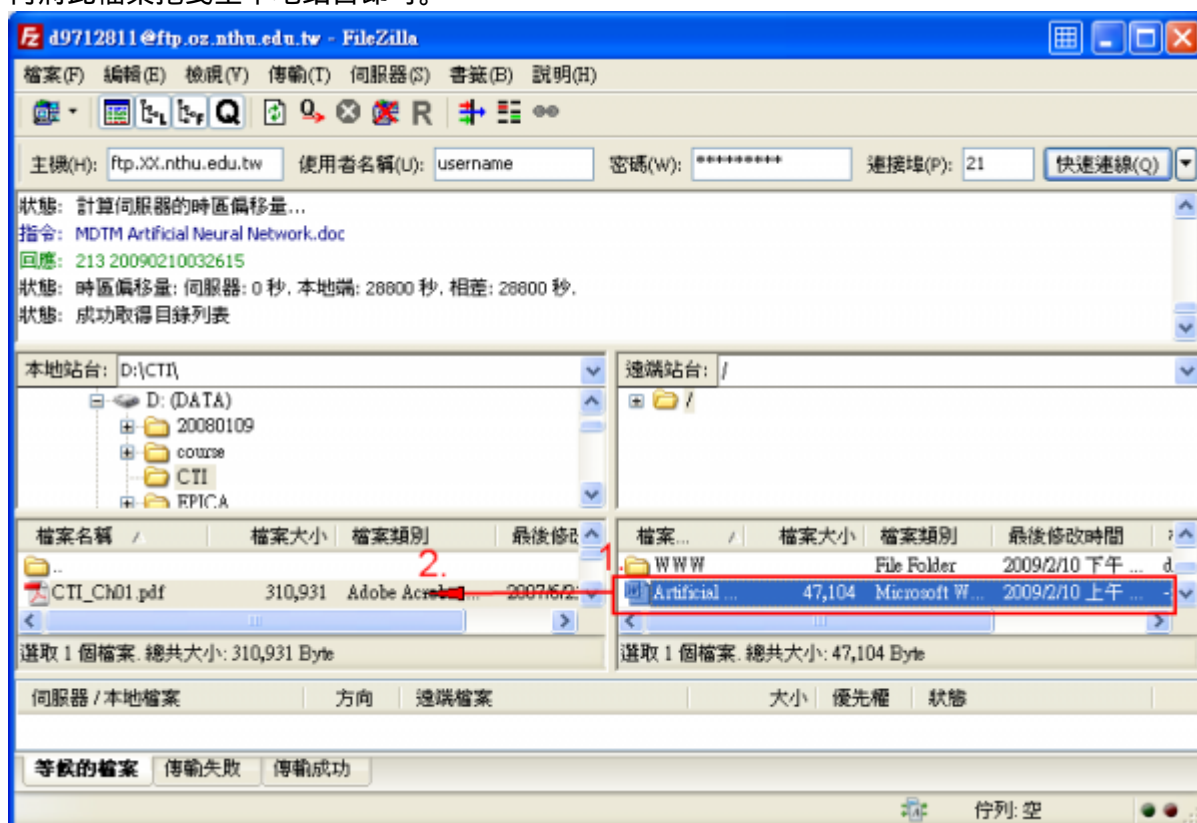 d9712811@ftp.oz.nthu.edu.tw - FileZilla
檔案(F) 編輯(E) 檢視(V) 傳輸(T) 伺服器(S) 書籤(B) 說明(H)
主機(H): ftp.XX.nthu.edu.tw 使用者名稱(U): username 密碼(W): ********* 連接埠(P): 21 快速連線(Q)
狀態: 計算伺服器的時區偏移量...
指令: MDTM Artificial Neural Network.doc
回應: 213 20090210032615
狀態: 時區偏移量: 伺服器: 0 秒. 本地端: 28800 秒. 相差: 28800 秒.
狀態: 成功取得目錄列表
本地站台: D:\CTI\ 遠端站台: /
D: (DATA) /
20080109
course
CTI
EPICA
檔案名稱 / 檔案大小 檔案類別 最後修改 檔案... / 檔案大小 檔案類別 最後修改時間
.. 2. 1. WWW File Folder 2009/2/10 下午 ... d
CTI_Ch01.pdf 310,931 Adobe Acrobat ... 2007/6/2 Artificial ... 47,104 Microsoft W... 2009/2/10 上午 ... -
選取 1 個檔案. 總共大小: 310,931 Byte 選取 1 個檔案. 總共大小: 47,104 Byte
伺服器 / 本地檔案 方向 遠端檔案 大小 優先權 狀態
等候的檔案 傳輸失敗 傳輸成功
佇列: 空